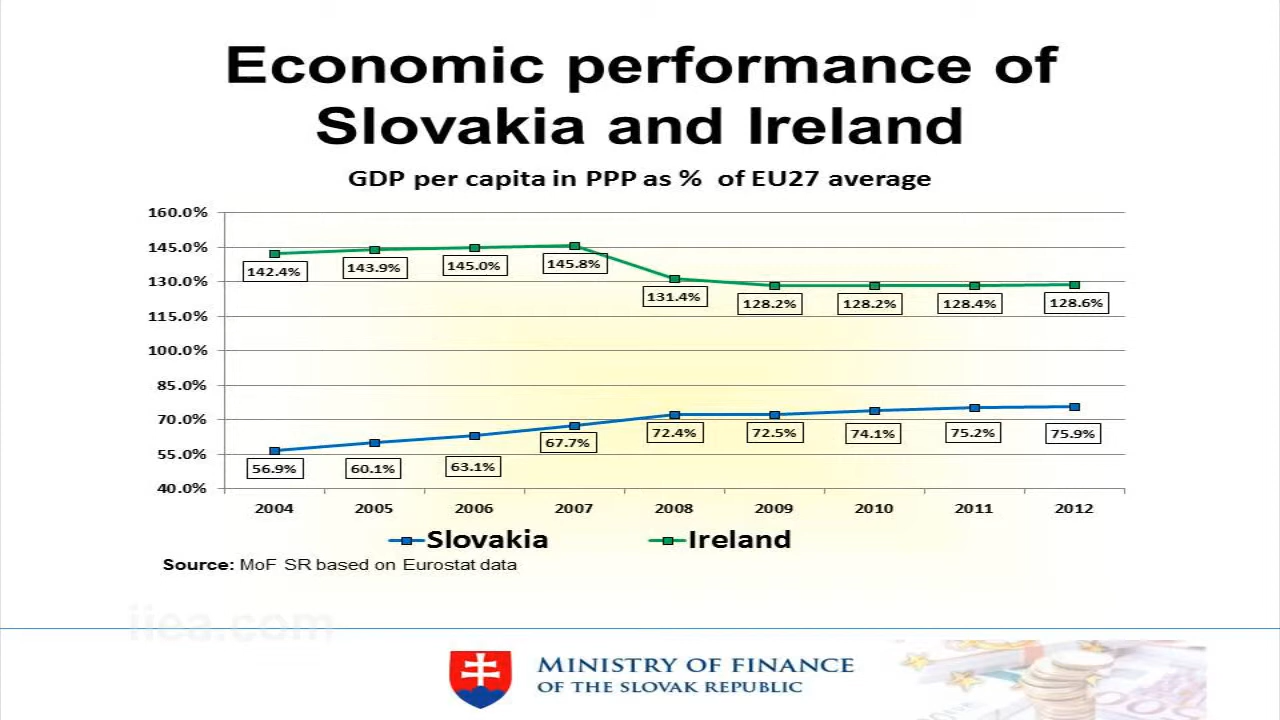 Economic performance of
Slovakia and Ireland
GDP per capita in PPP as % of EU27 average
160.0%
145.0%
130.0%
115.0%
100.0%
85.0%
70.0%
55.0%
40.0%
142.4% 143.9% 145.0% 145.8% 131.4% 128.2% 128.2% 128.4% 128.6%
56.9% 60.1% 63.1% 67.7% 72.4% 72.5% 74.1% 75.2% 75.9%
2004 2005 2006 2007 2008 2009 2010 2011 2012
Slovakia Ireland
Source: MoF SR based on Eurostat data
iiea.com
MINISTRY OF FINANCE
OF THE SLOVAK REPUBLIC